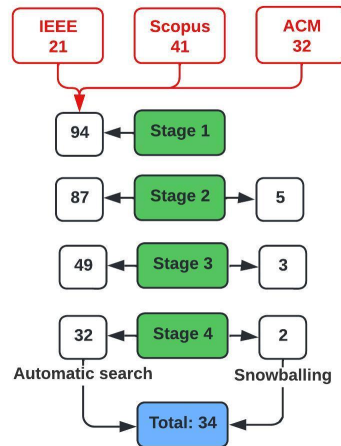 IEEE
21
Scopus
41
ACM
32
94
Stage 1
87
Stage 2
5
49
Stage 3
3
32
Stage 4
2
Automatic search
Snowballing
Total: 34